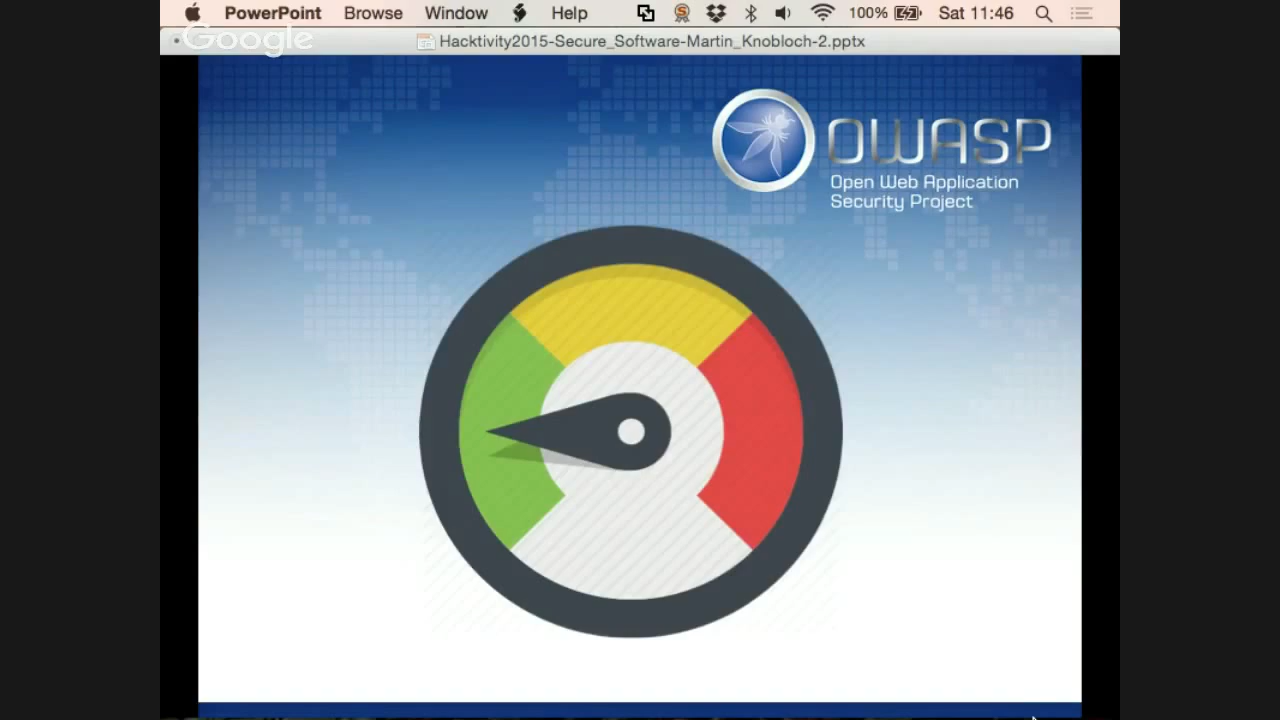 PowerPoint Browse Window Help 100% Sat 11:46
Google
Hacktivity2015-Secure_Software-Martin_Knobloch-2.pptx
OWASP
Open Web Application
Security Project